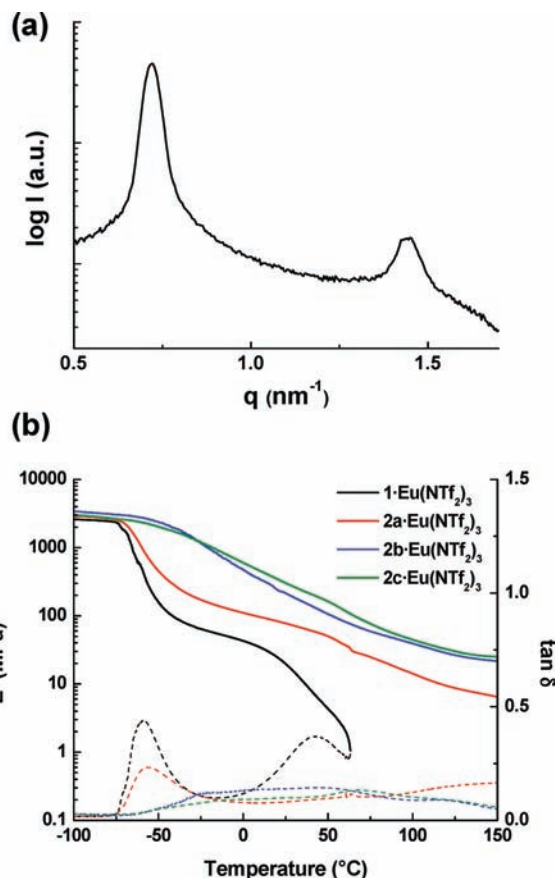 (a)
log I (a.u.)
0.5 1.0 1.5
q (nm⁻¹)
(b)
10000
1000
100
10
1
0.1
1·Eu(NTf₂)₃
2a·Eu(NTf₂)₃
2b·Eu(NTf₂)₃
2c·Eu(NTf₂)₃
1.5
1.0
0.5
0.0
tan δ
-100 -50 0 50 100 150
Temperature (°C)